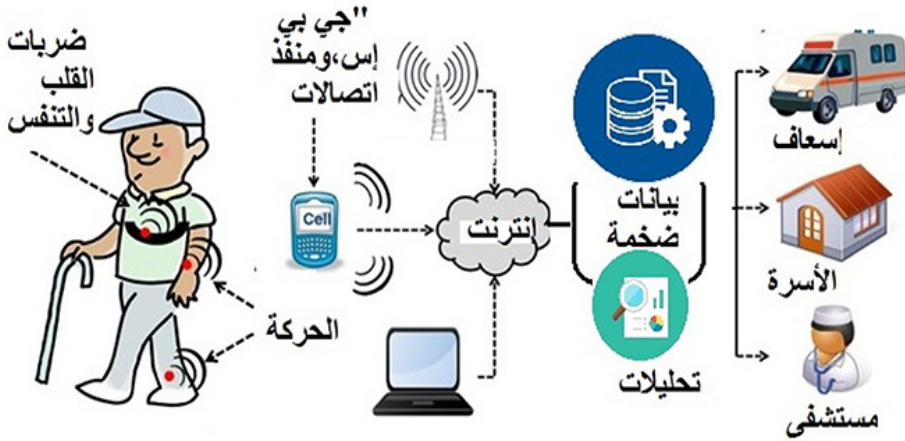 ضربات
القلب
والتنفس
"جي بي
إس،ومنفذ
اتصالات
Cell
الحركة
إنترنت
بيانات
ضخمة
تحليلات
إسعاف
الأسرة
مستشفى